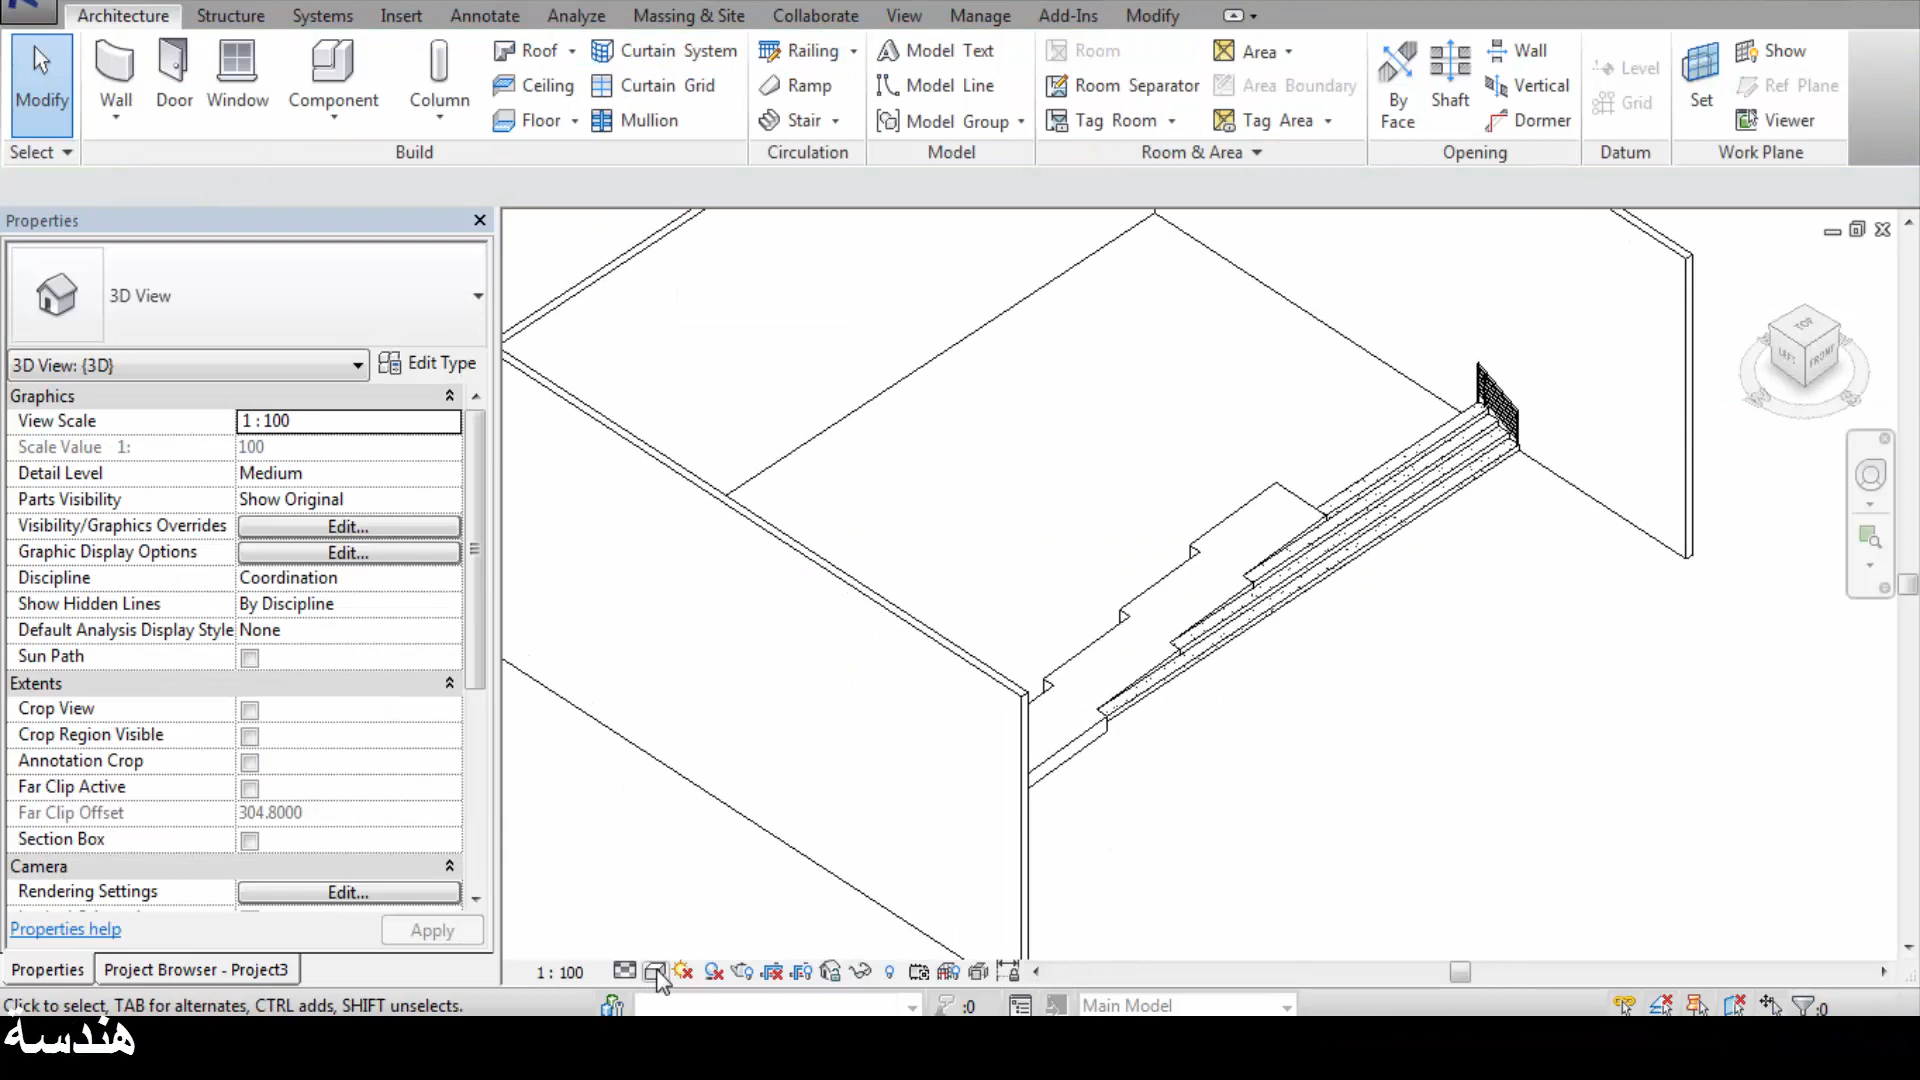 Architecture Structure Systems Insert Annotate Analyze Massing & Site Collaborate View Manage Add-Ins Modify
Modify
Select
Wall
Door
Window
Component
Column
Roof
Ceiling
Floor
Curtain System
Curtain Grid
Mullion
Build
Railing
Ramp
Stair
Circulation
Model Text
Model Line
Model Group
Model
Room
Room Separator
Tag Room
Area
Area Boundary
Tag Area
Room & Area
By
Face
Shaft
Wall
Vertical
Dormer
Opening
Level
Grid
Datum
Set
Show
Ref Plane
Viewer
Work Plane
Properties
3D View
3D View: {3D}
Edit Type
Graphics
View Scale 1 : 100
Scale Value 1: 100
Detail Level Medium
Parts Visibility Show Original
Visibility/Graphics Overrides Edit...
Graphic Display Options Edit...
Discipline Coordination
Show Hidden Lines By Discipline
Default Analysis Display Style None
Sun Path
Extents
Crop View
Crop Region Visible
Annotation Crop
Far Clip Active
Far Clip Offset 304.8000
Section Box
Camera
Rendering Settings Edit...
Properties help
Apply
Properties
Project Browser - Project3
TOP
LEFT
FRONT
1 : 100
Click to select, TAB for alternates, CTRL adds, SHIFT unselects.
:0
Main Model
:0
هندسة